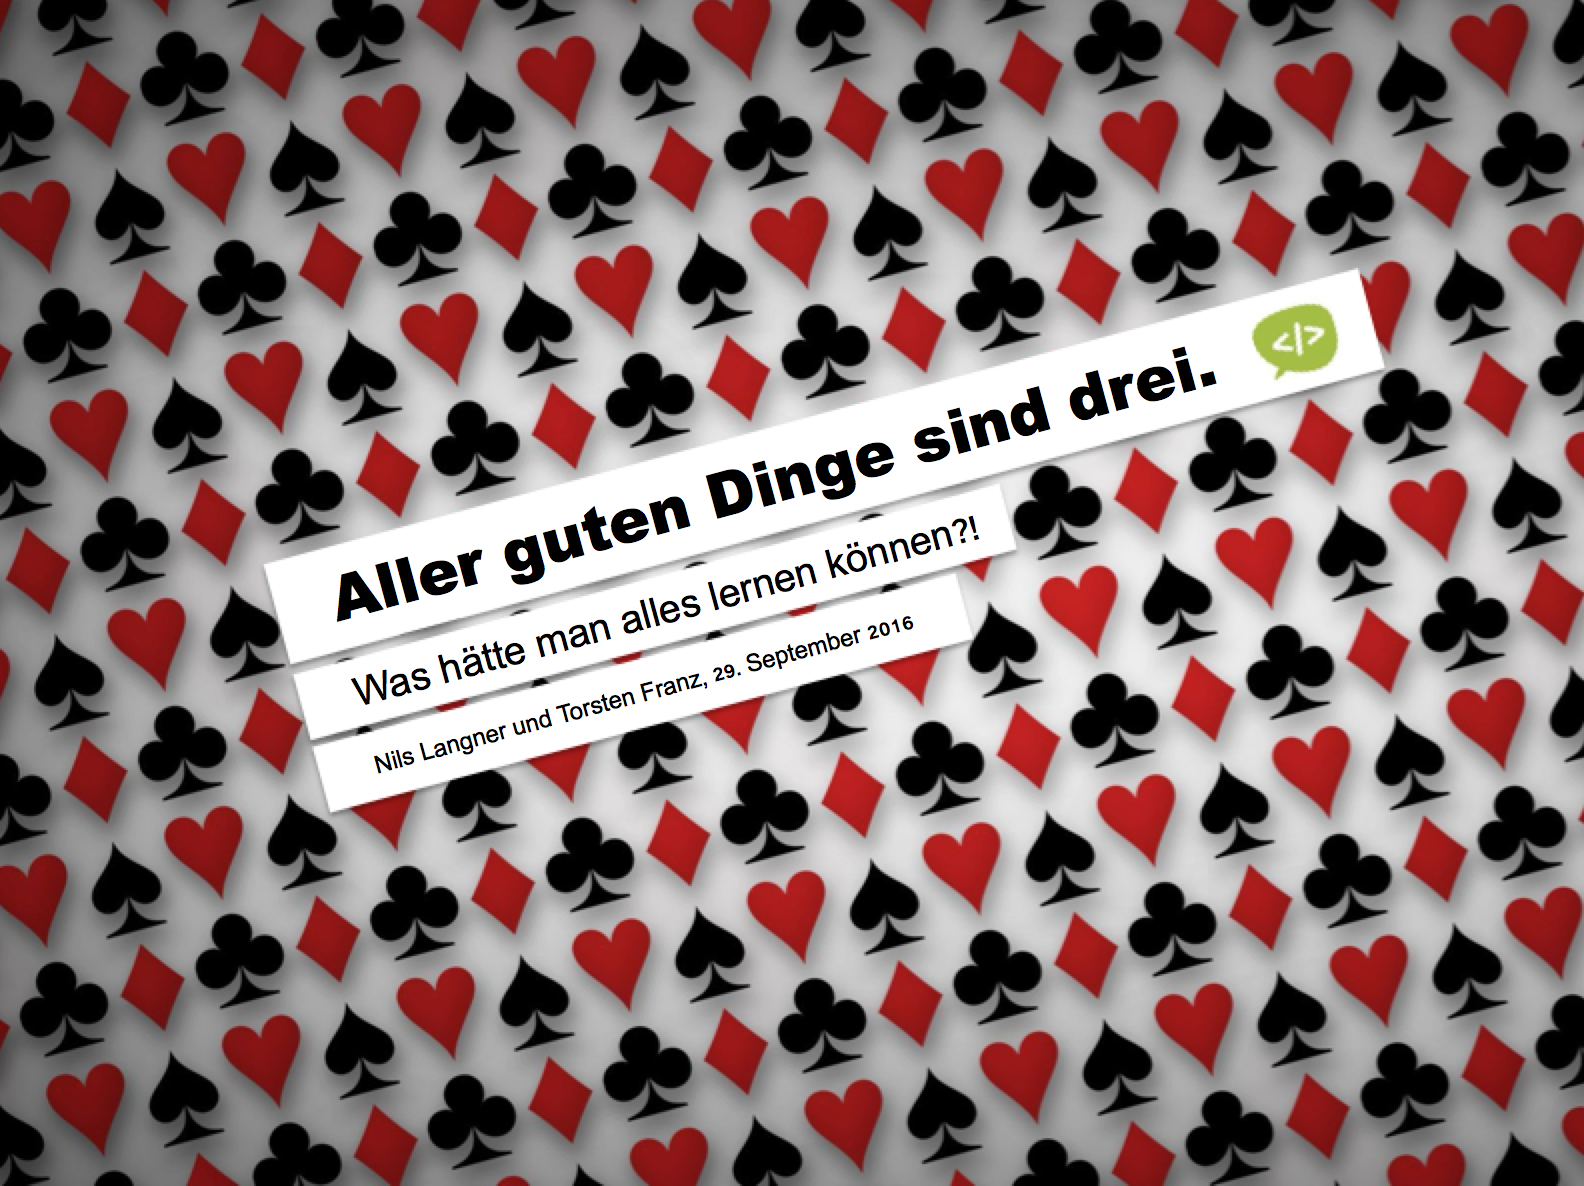 Aller guten Dinge sind drei.
</>
Was hätte man alles lernen können?!
Nils Langner und Torsten Franz, 29. September 2016